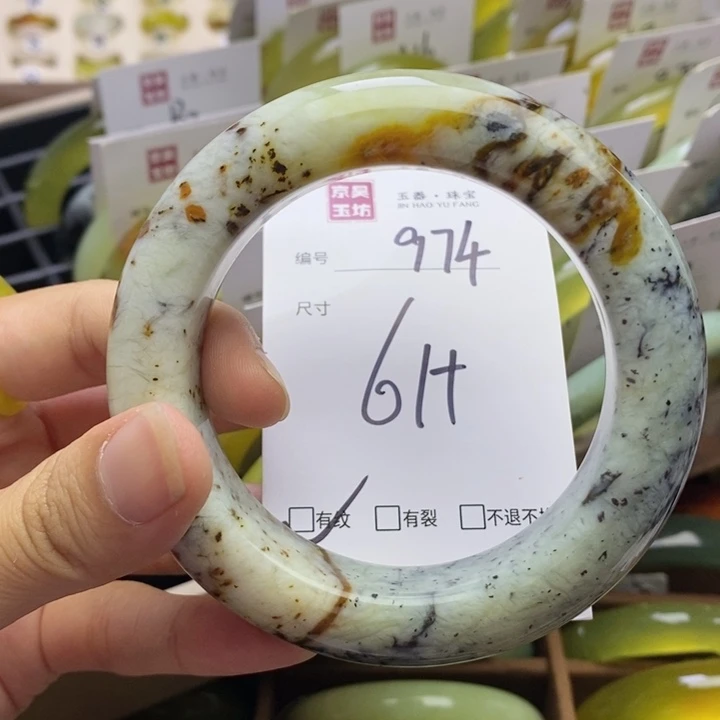 京昊
玉坊
玉器·珠宝
JIN HAO YU FANG
编号 974
尺寸
61+
有纹 有裂 不退不